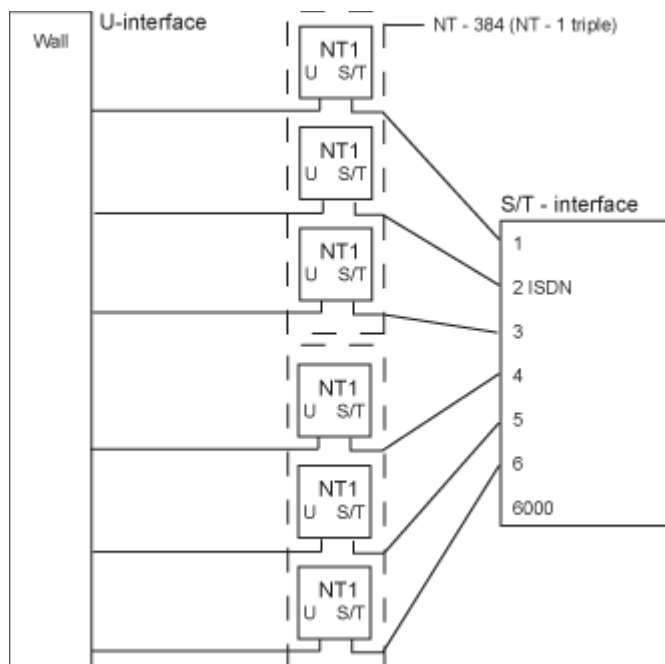 U-interface
Wall
NT - 384 (NT - 1 triple)
NT1
U S/T
NT1
U S/T
NT1
U S/T
S/T - interface
1
2 ISDN
3
4
5
6
6000
NT1
U S/T
NT1
U S/T
NT1
U S/T